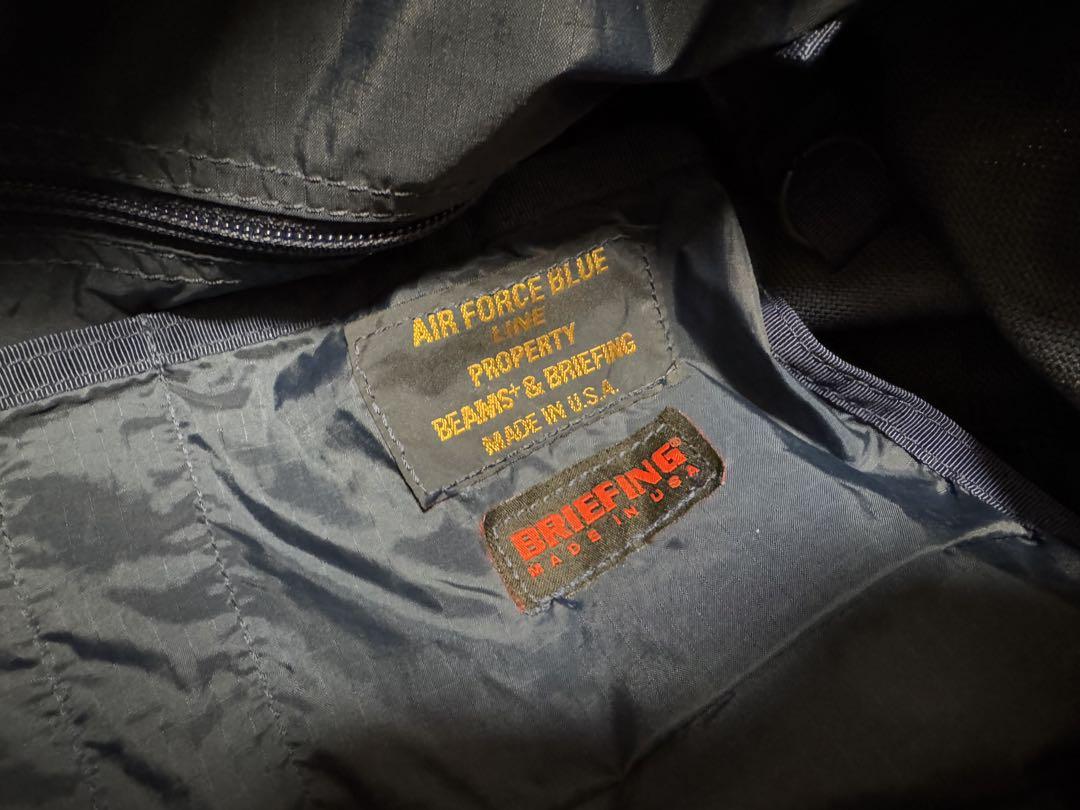 AIR FORCE BLUE
LINE
PROPERTY
BEAMS+ & BRIEFING
MADE IN U.S.A.
BRIEFING®
MADE IN USA